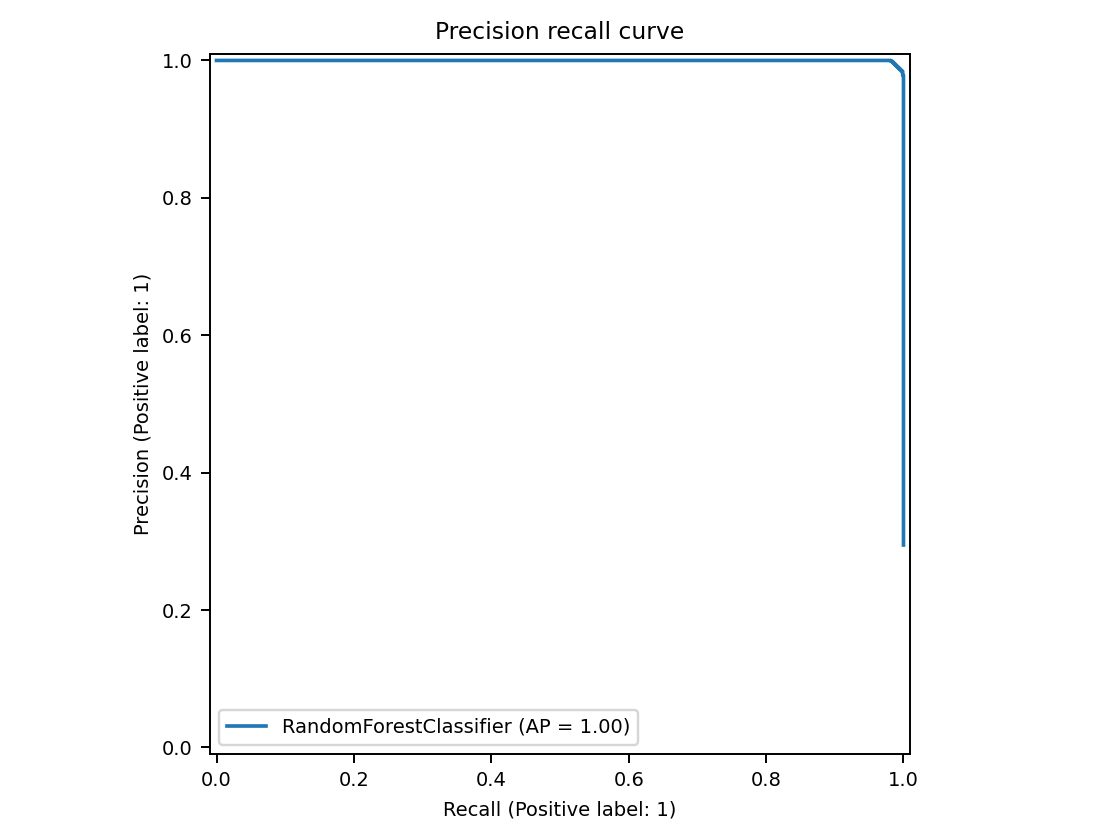 Precision recall curve
1.0
0.8
0.6
0.4
0.2
0.0
Precision (Positive label: 1)
RandomForestClassifier (AP = 1.00)
0.0 0.2 0.4 0.6 0.8 1.0
Recall (Positive label: 1)